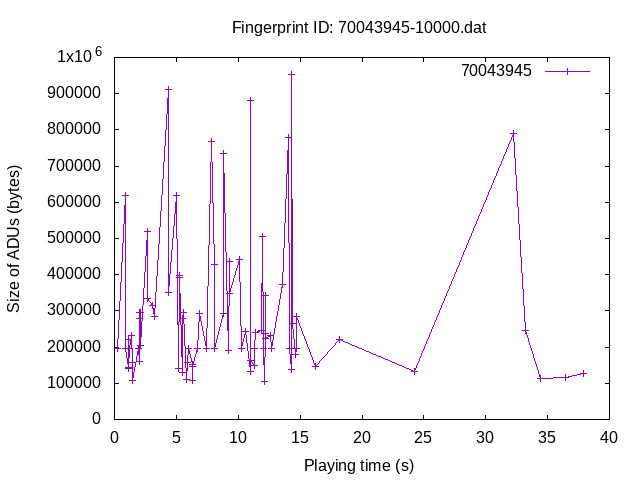 Fingerprint ID: 70043945-10000.dat
1x10^6
70043945
900000
800000
700000
600000
500000
400000
300000
200000
100000
0
Size of ADUs (bytes)
0 5 10 15 20 25 30 35 40
Playing time (s)